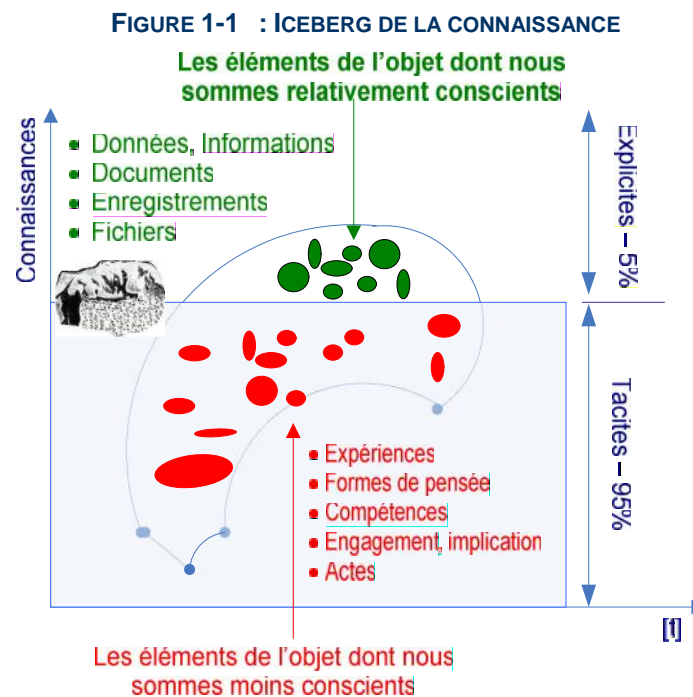 FIGURE 1-1 : ICEBERG DE LA CONNAISSANCE
Les éléments de l'objet dont nous
sommes relativement conscients
Connaissances
Données, Informations
Documents
Enregistrements
Fichiers
Explicites – 5%
Tacites – 95%
Expériences
Formes de pensée
Compétences
Engagement, implication
Actes
[t]
Les éléments de l'objet dont nous
sommes moins conscients